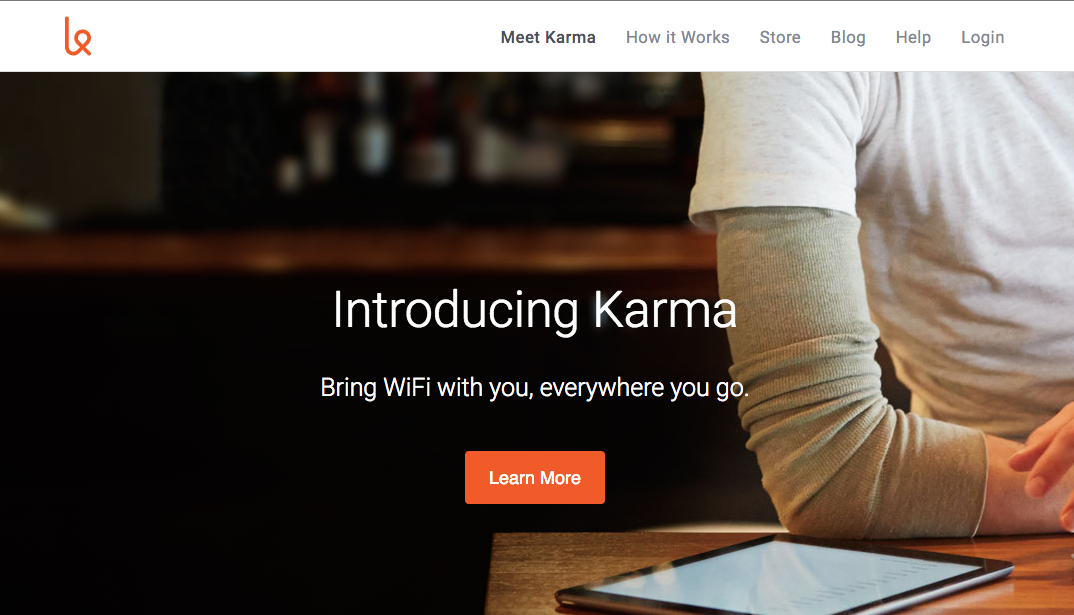 Meet Karma How it Works Store Blog Help Login
Introducing Karma
Bring WiFi with you, everywhere you go.
Learn More